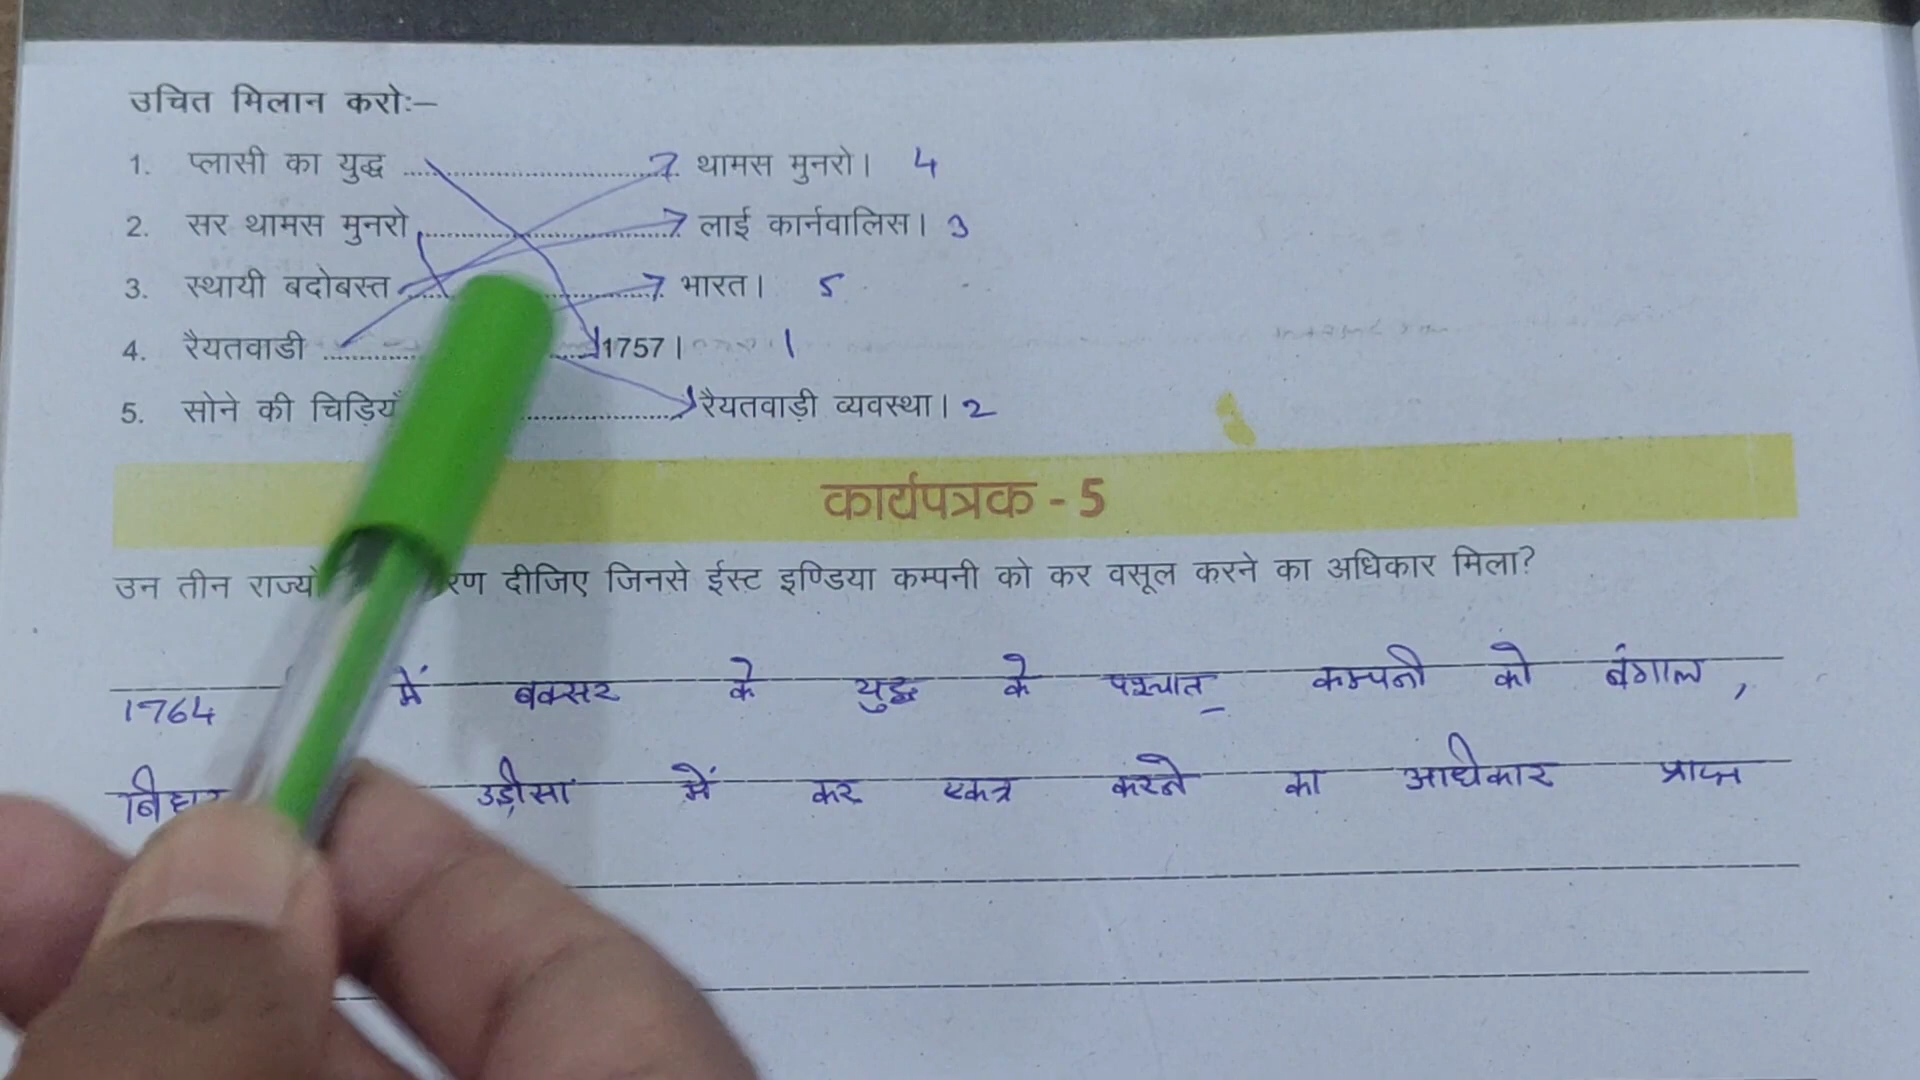 उचित मिलान करोः–
1. प्लासी का युद्ध ........................ थामस मुनरो। 4
2. सर थामस मुनरो ........................ लाई कार्नवालिस। 3
3. स्थायी बदोबस्त ........................ भारत। 5
4. रैयतवाडी ........................ 1757। 1
5. सोने की चिड़ियाँ ........................ रैयतवाड़ी व्यवस्था। 2
कार्यपत्रक - 5
उन तीन राज्यों दीजिए जिनसे ईस्ट इण्डिया कम्पनी को कर वसूल करने का अधिकार मिला?
1764 में बक्सर के युद्ध के पश्चात् कम्पनी को बंगाल,
बिहार उड़ीसा में कर एकत्र करने का अधिकार प्राप्त